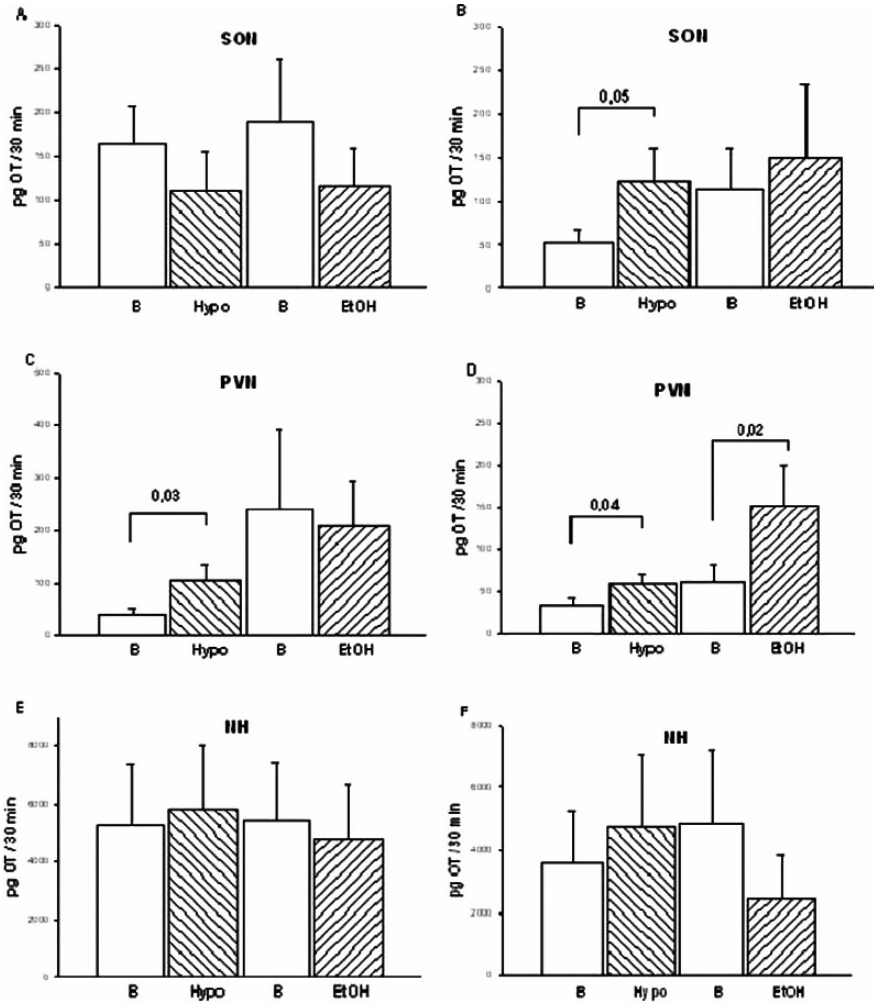 A
SON
pg OT / 30 min
300
250
200
150
100
50
0
B Hypo B EtOH
B
SON
0,05
pg OT / 30 min
300
250
200
150
100
50
0
B Hypo B EtOH
C
PVN
0,03
pg OT / 30 min
500
400
300
200
100
0
B Hypo B EtOH
D
PVN
0,02
0,04
pg OT / 30 min
300
250
200
150
100
50
0
B Hypo B EtOH
E
NH
pg OT / 30 min
8000
6000
4000
2000
0
B Hypo B EtOH
F
NH
pg OT / 30 min
8000
6000
4000
2000
0
B Hypo B EtOH